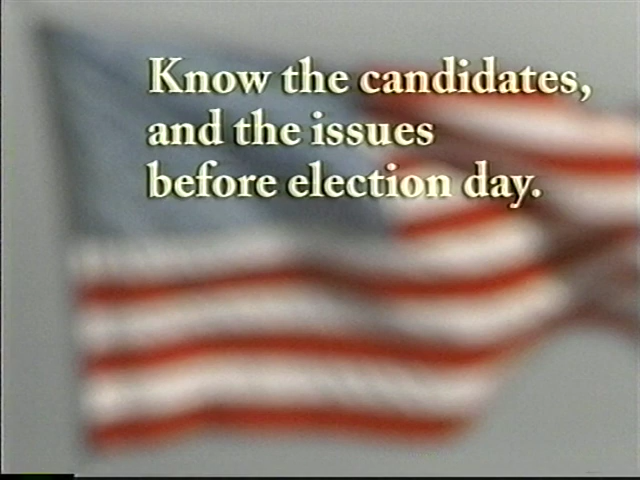 Know the candidates,
and the issues
before election day.